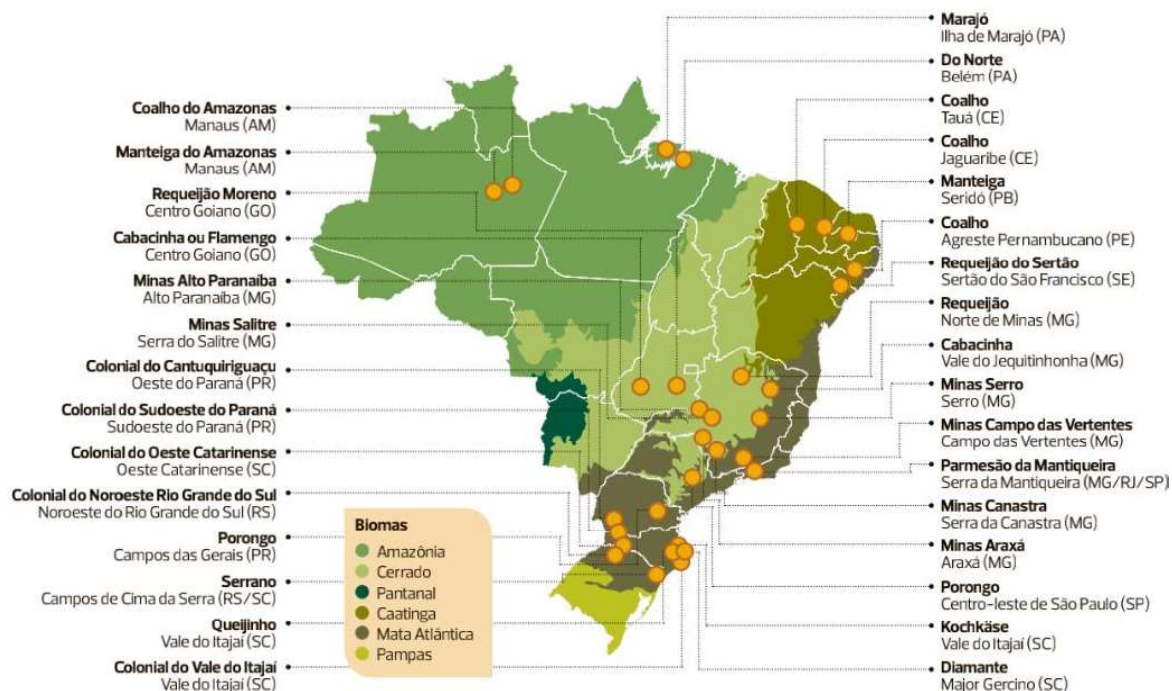 Coalho do Amazonas
Manaus (AM)
Manteiga do Amazonas
Manaus (AM)
Requeijão Moreno
Centro Goiano (GO)
Cabacinha ou Flamengo
Centro Goiano (GO)
Minas Alto Paranaíba
Alto Paranaíba (MG)
Minas Salitre
Serra do Salitre (MG)
Colonial do Cantuquiriguaçu
Oeste do Paraná (PR)
Colonial do Sudoeste do Paraná
Sudoeste do Paraná (PR)
Colonial do Oeste Catarinense
Oeste Catarinense (SC)
Colonial do Noroeste Rio Grande do Sul
Noroeste do Rio Grande do Sul (RS)
Porongo
Campos das Gerais (PR)
Serrano
Campos de Cima da Serra (RS/SC)
Queijinho
Vale do Itajaí (SC)
Colonial do Vale do Itajaí
Vale do Itajaí (SC)
Biomas
Amazônia
Cerrado
Pantanal
Caatinga
Mata Atlântica
Pampas
Marajó
Ilha de Marajó (PA)
Do Norte
Belém (PA)
Coalho
Tauá (CE)
Coalho
Jaguaribe (CE)
Manteiga
Seridó (PB)
Coalho
Agreste Pernambucano (PE)
Requeijão do Sertão
Sertão do São Francisco (SE)
Requeijão
Norte de Minas (MG)
Cabacinha
Vale do Jequitinhonha (MG)
Minas Serro
Serro (MG)
Minas Campo das Vertentes
Campo das Vertentes (MG)
Parmesão da Mantiqueira
Serra da Mantiqueira (MG/RJ/SP)
Minas Canastra
Serra da Canastra (MG)
Minas Araxá
Araxá (MG)
Porongo
Centro-leste de São Paulo (SP)
Kochkäse
Vale do Itajaí (SC)
Diamante
Major Gercino (SC)